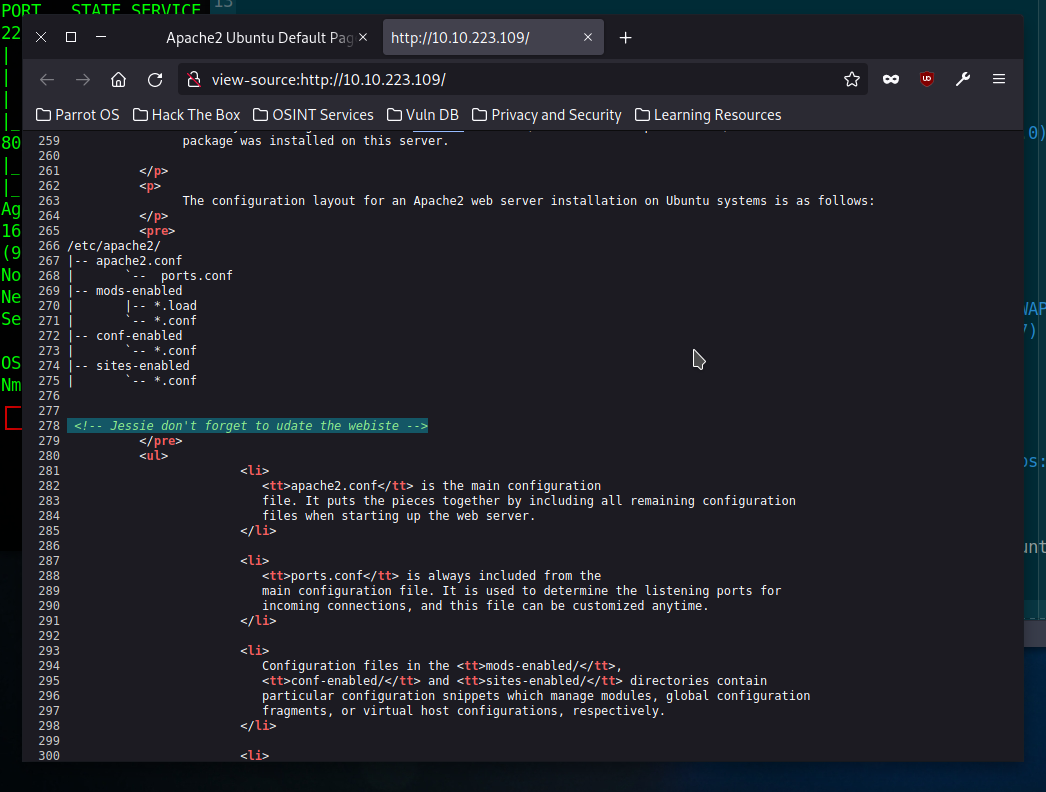 PORT STATE SERVICE
13
22
Apache2 Ubuntu Default Pag
http://10.10.223.109/
view-source:http://10.10.223.109/
Parrot OS Hack The Box OSINT Services Vuln DB Privacy and Security Learning Resources
80
Ag
16
(9
No
Ne
Se
OS
Nm
259 package was installed on this server.
260
261 </p>
262 <p>
263 The configuration layout for an Apache2 web server installation on Ubuntu systems is as follows:
264 </p>
265 <pre>
266 /etc/apache2/
267 |-- apache2.conf
268 | `-- ports.conf
269 |-- mods-enabled
270 | |-- *.load
271 | `-- *.conf
272 |-- conf-enabled
273 | `-- *.conf
274 |-- sites-enabled
275 | `-- *.conf
276
277
278 <!-- Jessie don't forget to udate the webiste -->
279 </pre>
280 <ul>
281 <li>
282 <tt>apache2.conf</tt> is the main configuration
283 file. It puts the pieces together by including all remaining configuration
284 files when starting up the web server.
285 </li>
286
287 <li>
288 <tt>ports.conf</tt> is always included from the
289 main configuration file. It is used to determine the listening ports for
290 incoming connections, and this file can be customized anytime.
291 </li>
292
293 <li>
294 Configuration files in the <tt>mods-enabled/</tt>,
295 <tt>conf-enabled/</tt> and <tt>sites-enabled/</tt> directories contain
296 particular configuration snippets which manage modules, global configuration
297 fragments, or virtual host configurations, respectively.
298 </li>
299
300 <li>
0)
WAP
7)
os:
unt